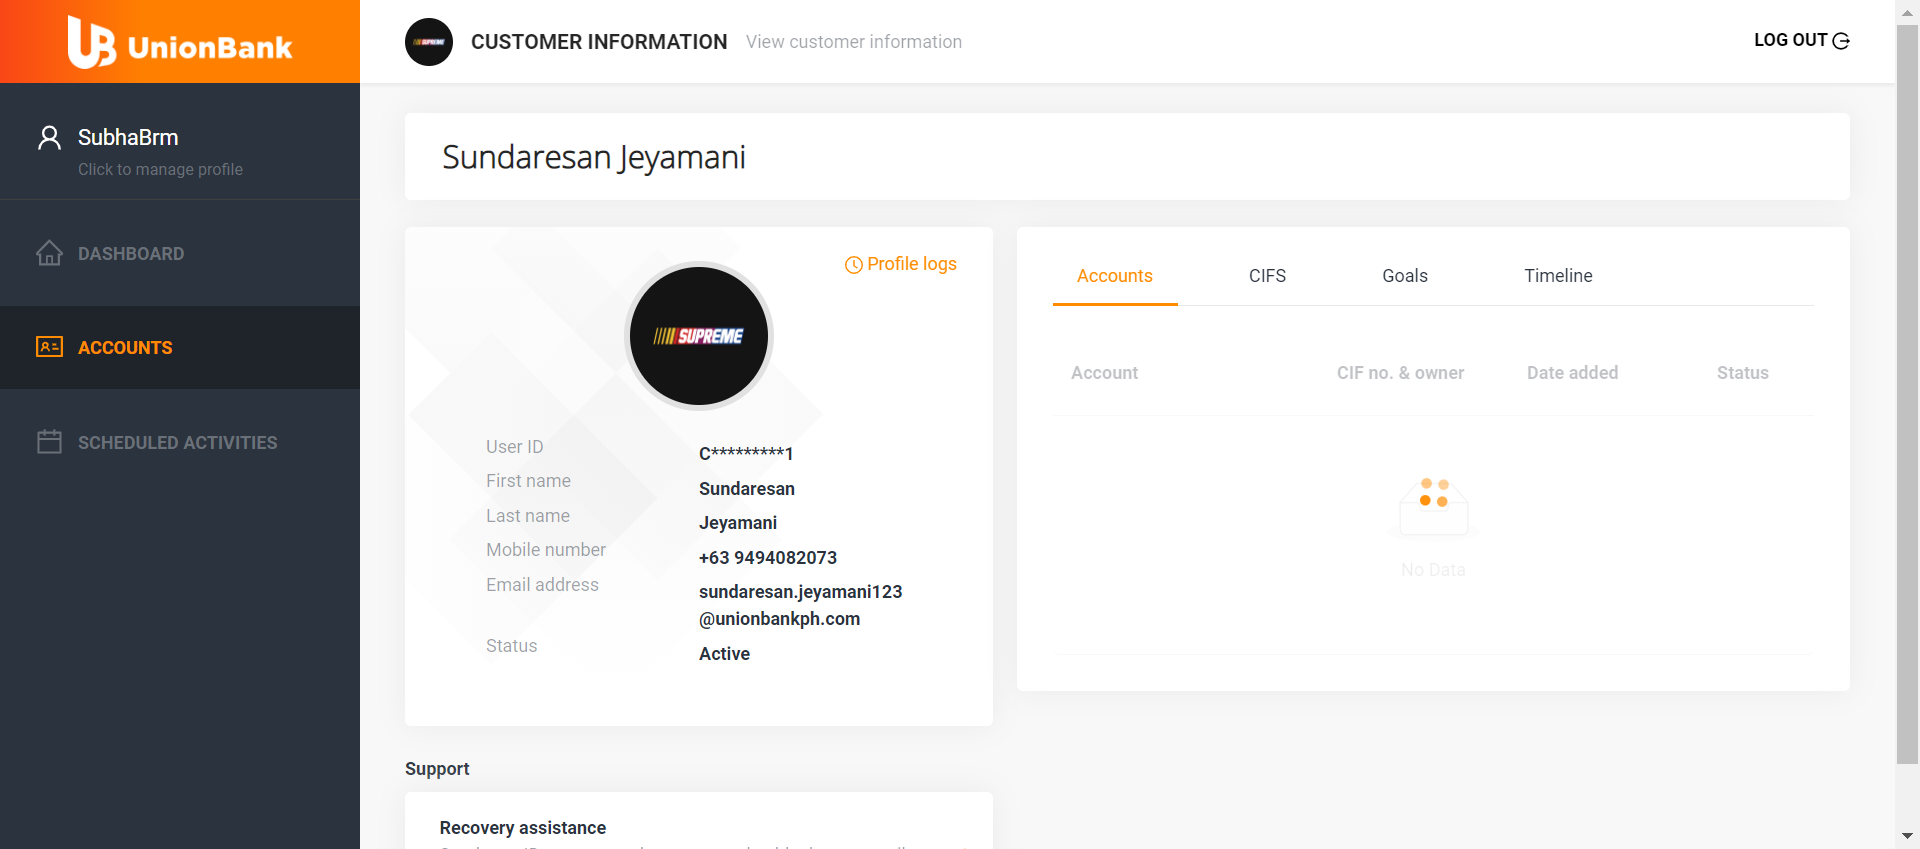 UB UnionBank
SUPREME
CUSTOMER INFORMATION View customer information
LOG OUT
SubhaBrm
Click to manage profile
DASHBOARD
ACCOUNTS
SCHEDULED ACTIVITIES
Sundaresan Jeyamani
Profile logs
SUPREME
User ID C*********1
First name Sundaresan
Last name Jeyamani
Mobile number +63 9494082073
Email address sundaresan.jeyamani123
@unionbankph.com
Status Active
Accounts CIFS Goals Timeline
Account CIF no. & owner Date added Status
No Data
Support
Recovery assistance